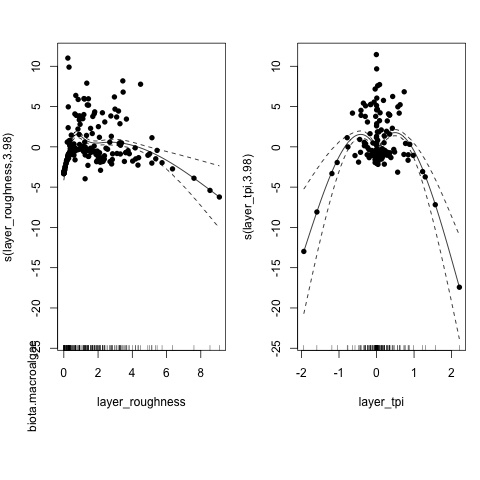 s(layer_roughness,3.98)
10
5
0
-5
-10
-15
-20
-25
0 2 4 6 8
layer_roughness
biota.macroalgae
s(layer_tpi,3.98)
10
5
0
-5
-10
-15
-20
-2 -1 0 1 2
layer_tpi